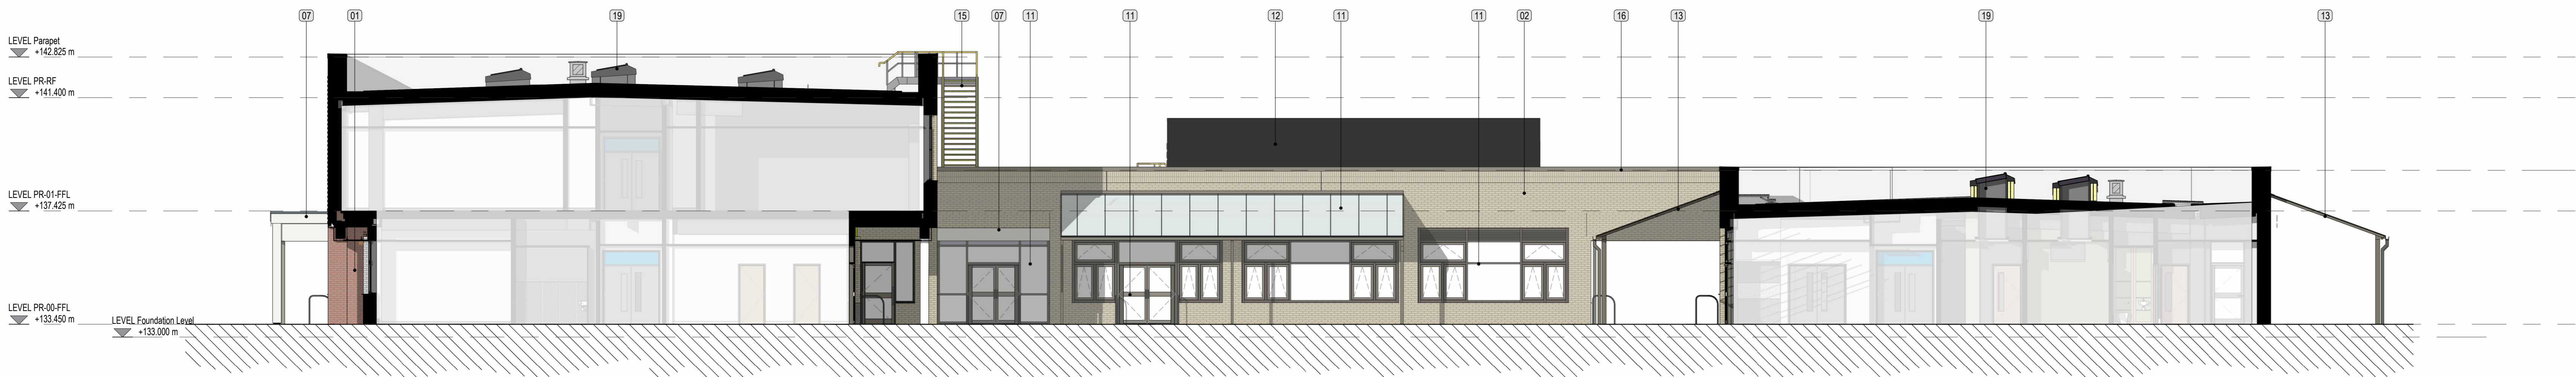 07 01 19 15 07 11 11 12 11 11 02 16 13 19 13
LEVEL Parapet
+142.825 m
LEVEL PR-RF
+141.400 m
LEVEL PR-01-FFL
+137.425 m
LEVEL PR-00-FFL
+133.450 m
LEVEL Foundation Level
+133.000 m